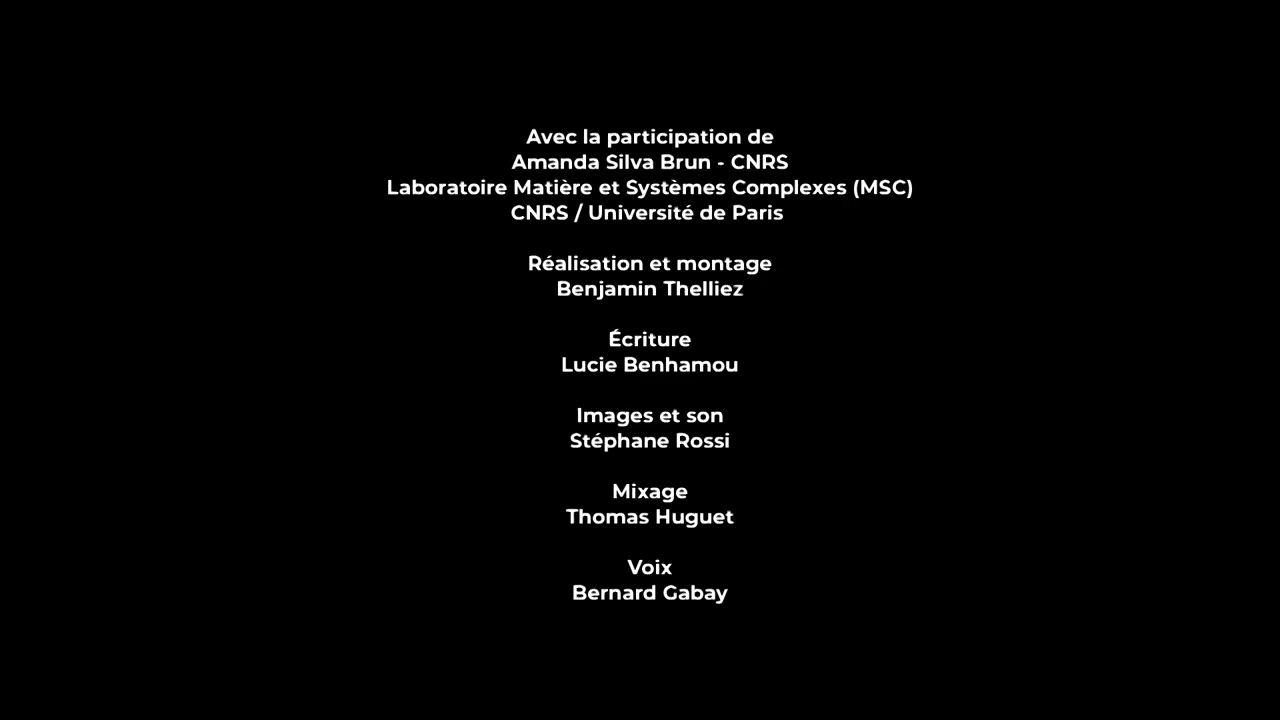 Avec la participation de
Amanda Silva Brun - CNRS
Laboratoire Matière et Systèmes Complexes (MSC)
CNRS / Université de Paris
Réalisation et montage
Benjamin Thelliez
Écriture
Lucie Benhamou
Images et son
Stéphane Rossi
Mixage
Thomas Huguet
Voix
Bernard Gabay